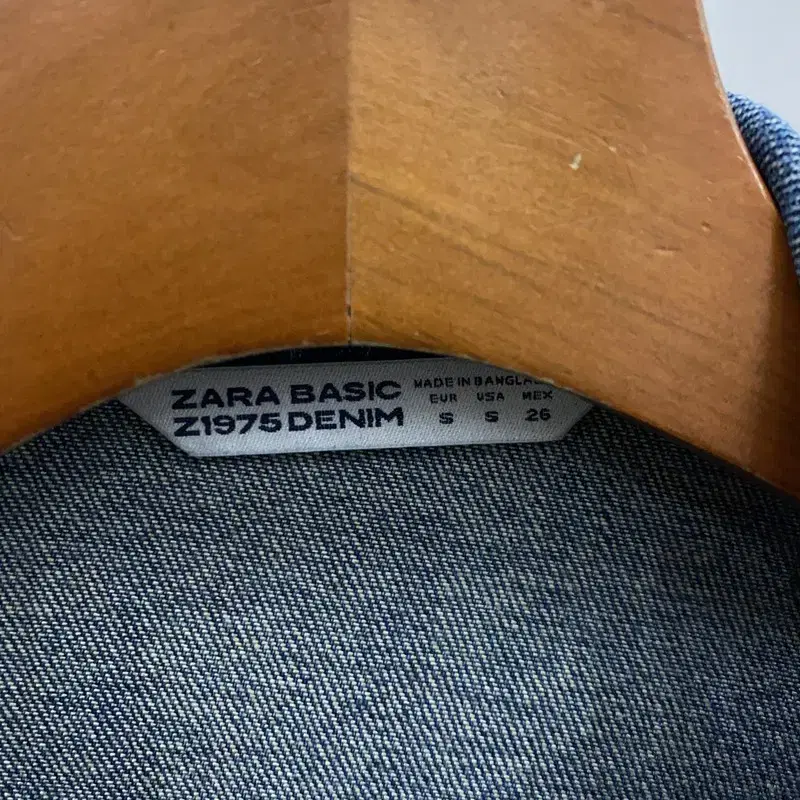 ZARA BASIC
Z1975 DENIM
MADE IN
EUR USA MEX
S S 26